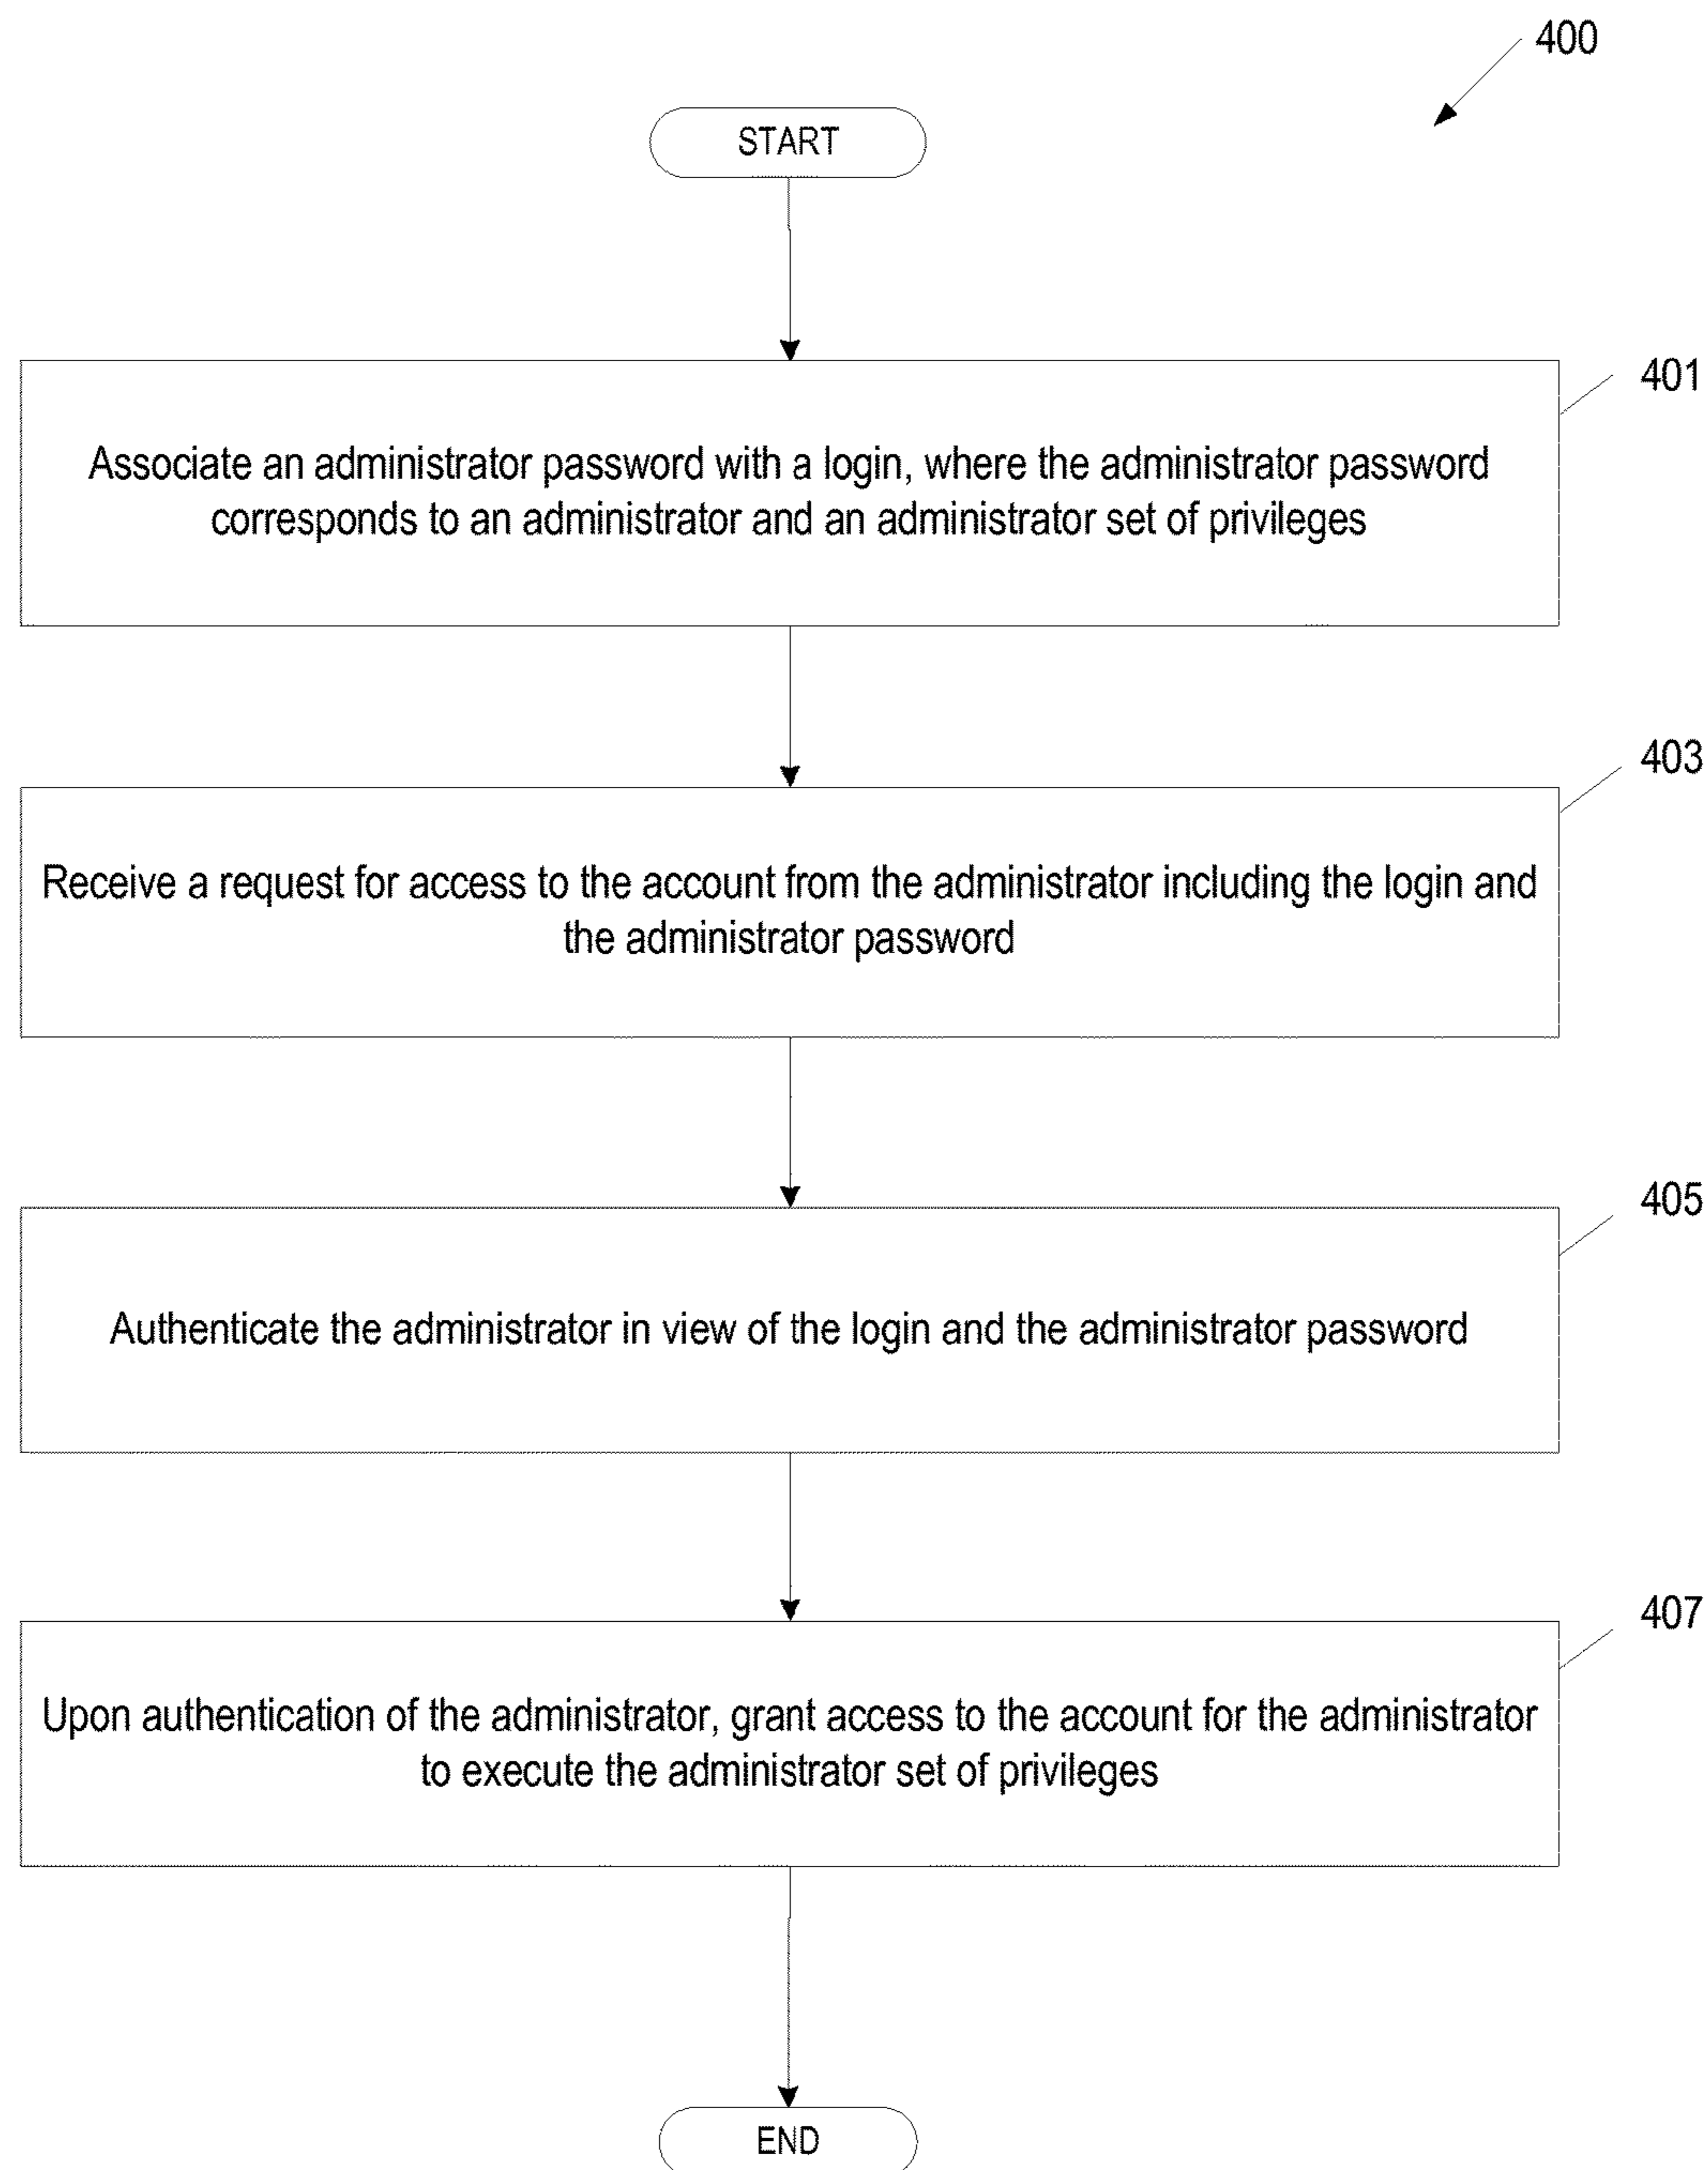 400
START
401
Associate an administrator password with a login, where the administrator password
corresponds to an administrator and an administrator set of privileges
403
Receive a request for access to the account from the administrator including the login and
the administrator password
405
Authenticate the administrator in view of the login and the administrator password
407
Upon authentication of the administrator, grant access to the account for the administrator
to execute the administrator set of privileges
END